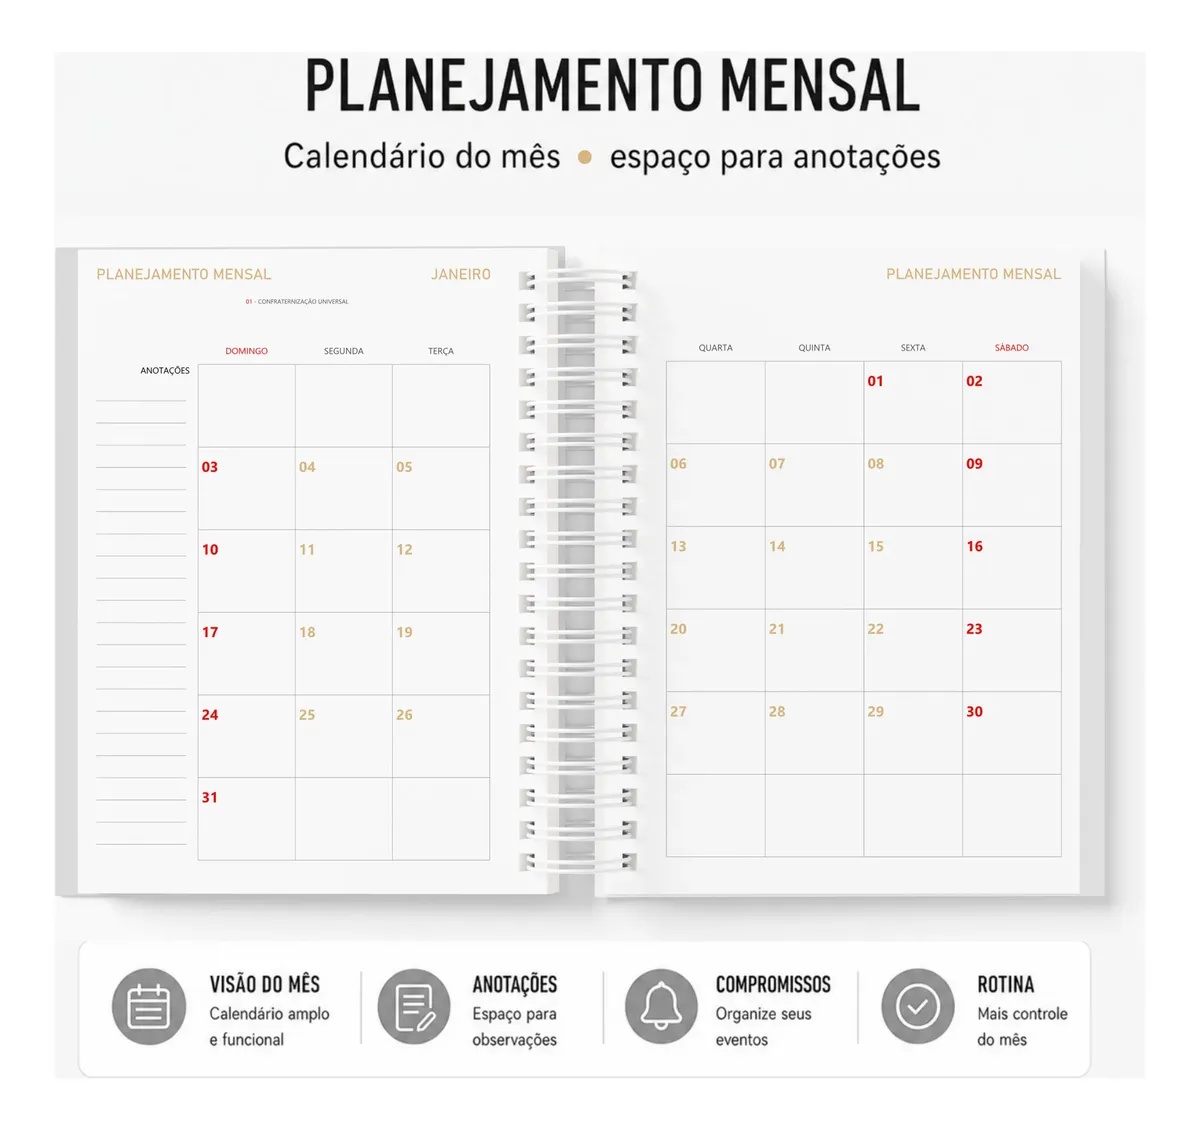 PLANEJAMENTO MENSAL
Calendário do mês • espaço para anotações
PLANEJAMENTO MENSAL JANEIRO
01 - CONFRATERNIZAÇÃO UNIVERSAL
DOMINGO SEGUNDA TERÇA
ANOTAÇÕES
03 04 05
10 11 12
17 18 19
24 25 26
31
PLANEJAMENTO MENSAL
QUARTA QUINTA SEXTA SÁBADO
01 02
06 07 08 09
13 14 15 16
20 21 22 23
27 28 29 30
VISÃO DO MÊS
Calendário amplo
e funcional
ANOTAÇÕES
Espaço para
observações
COMPROMISSOS
Organize seus
eventos
ROTINA
Mais controle
do mês